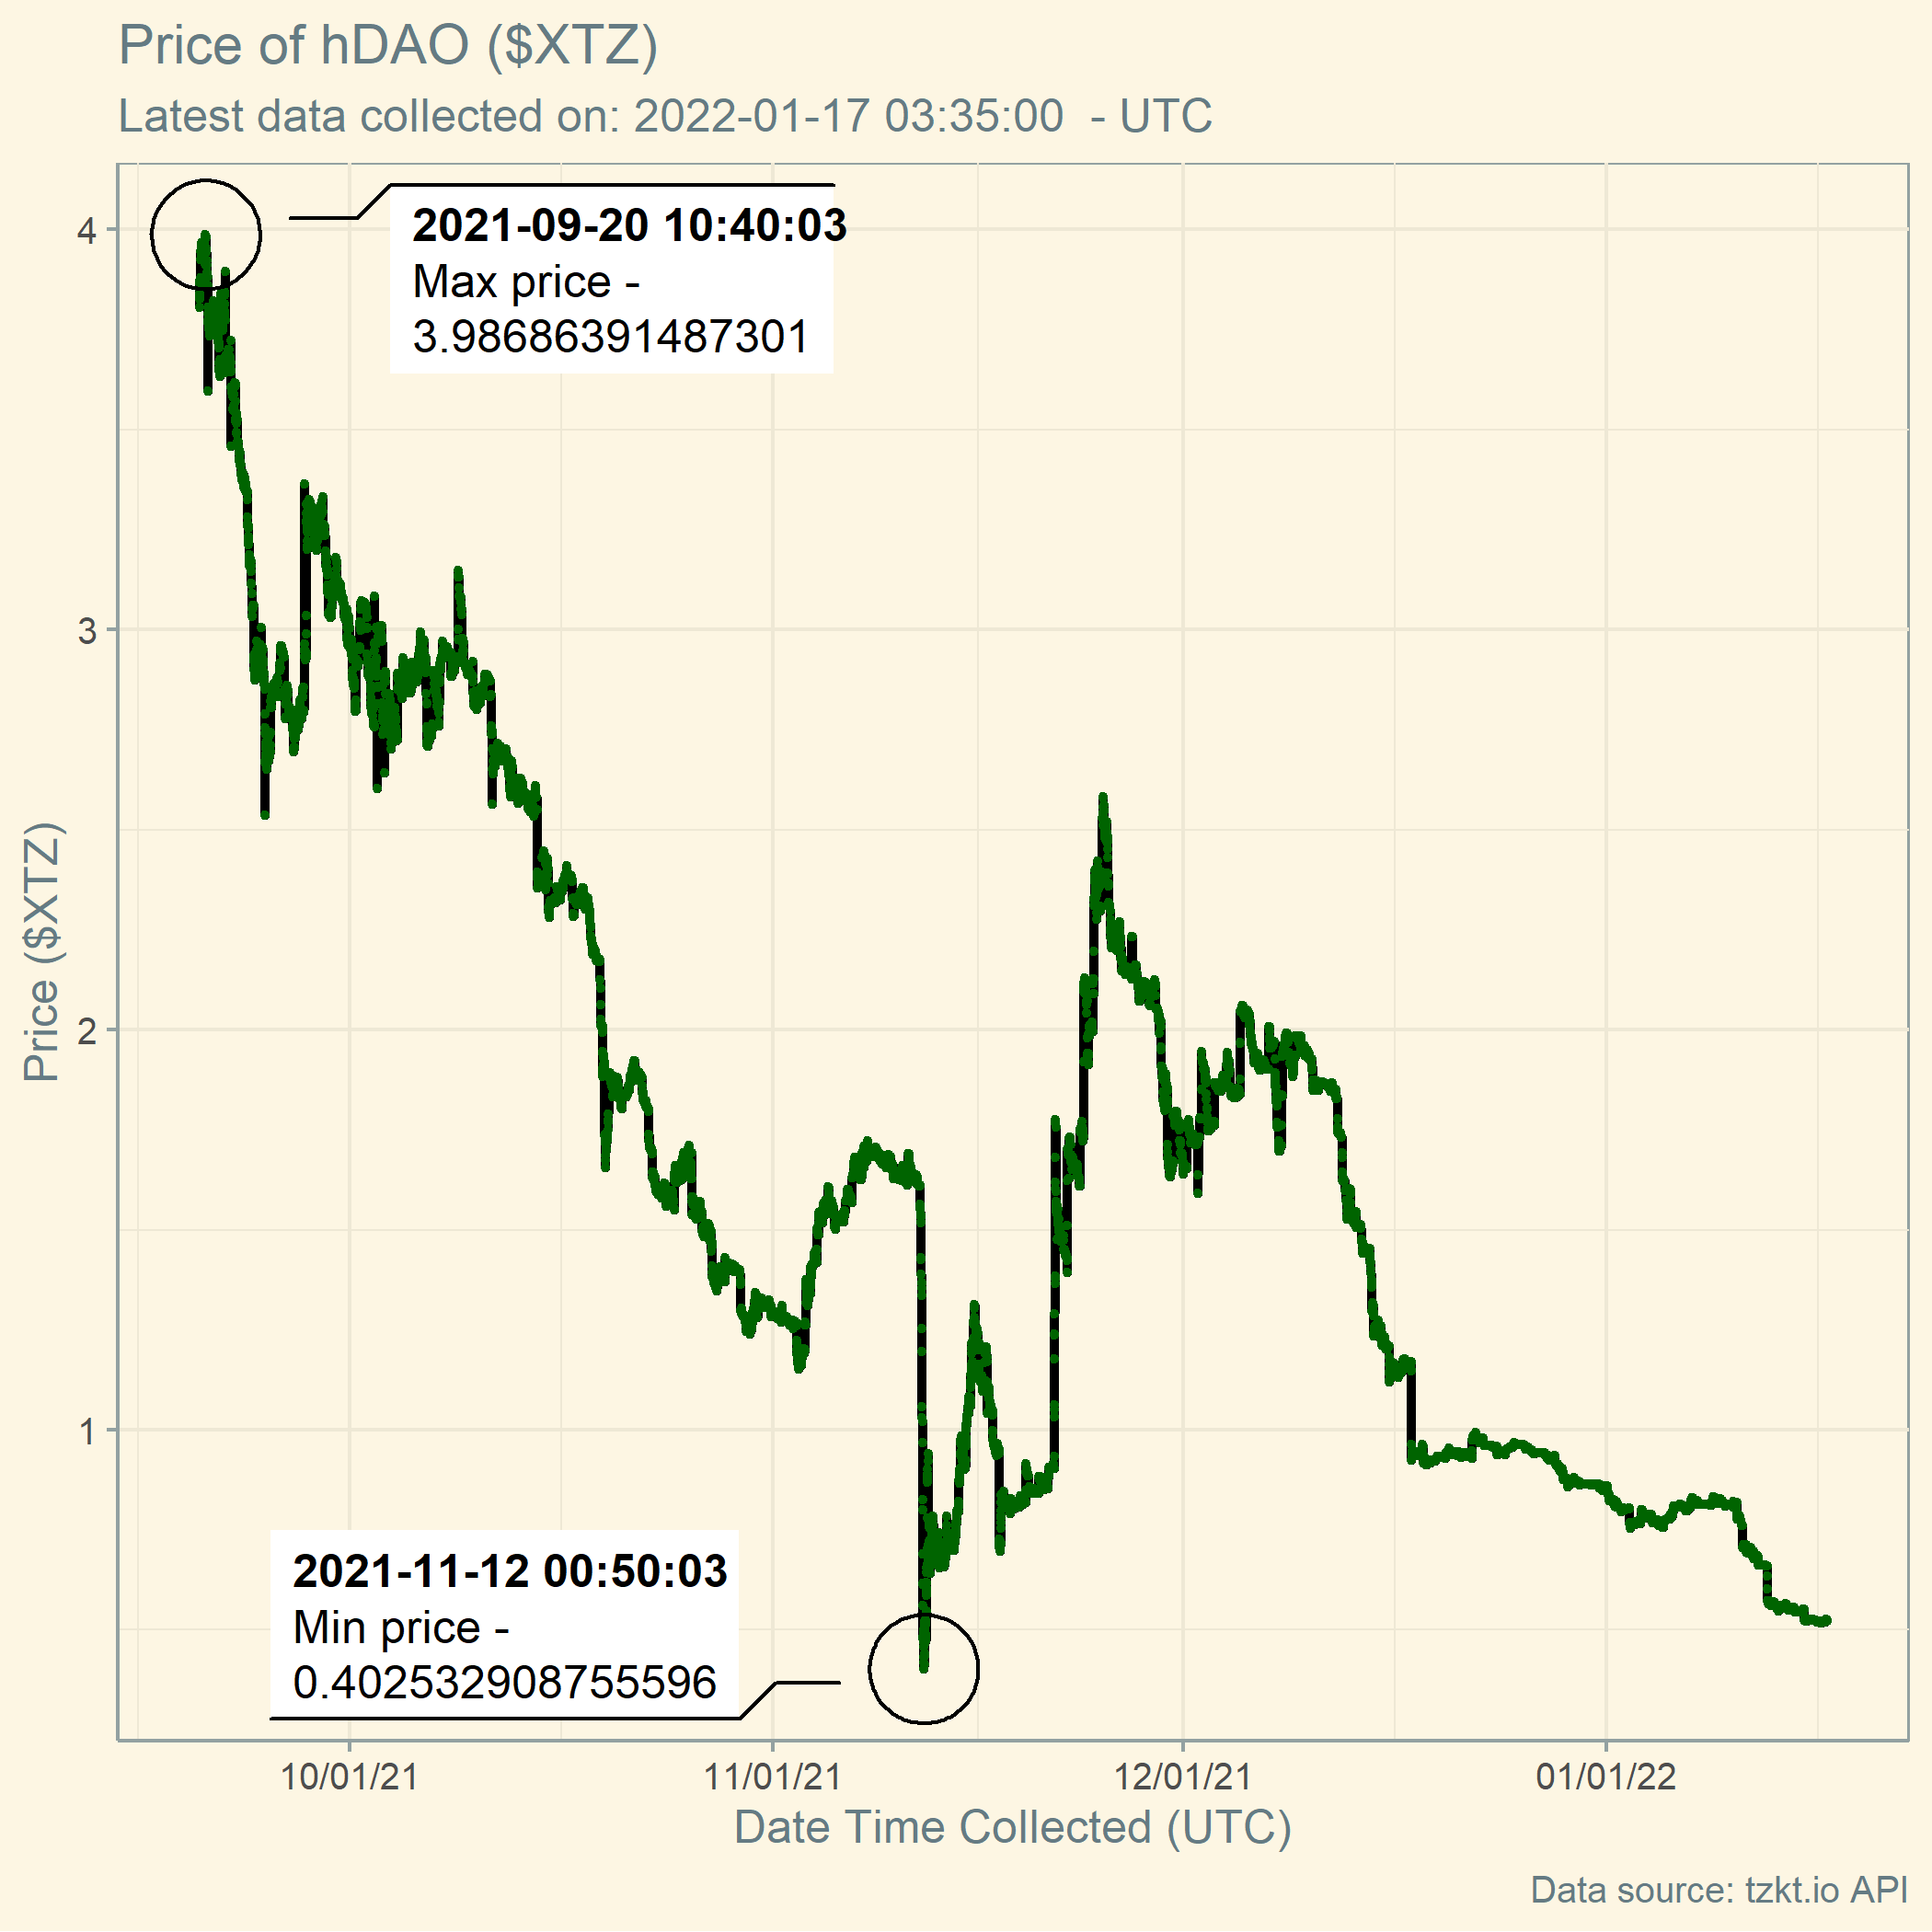 Price of hDAO ($XTZ)
Latest data collected on: 2022-01-17 03:35:00  - UTC
2021-09-20 10:40:03
Max price -
3.98686391487301
4
3
2
1
Price ($XTZ)
2021-11-12 00:50:03
Min price -
0.402532908755596
10/01/21
11/01/21
12/01/21
01/01/22
Date Time Collected (UTC)
Data source: tzkt.io API